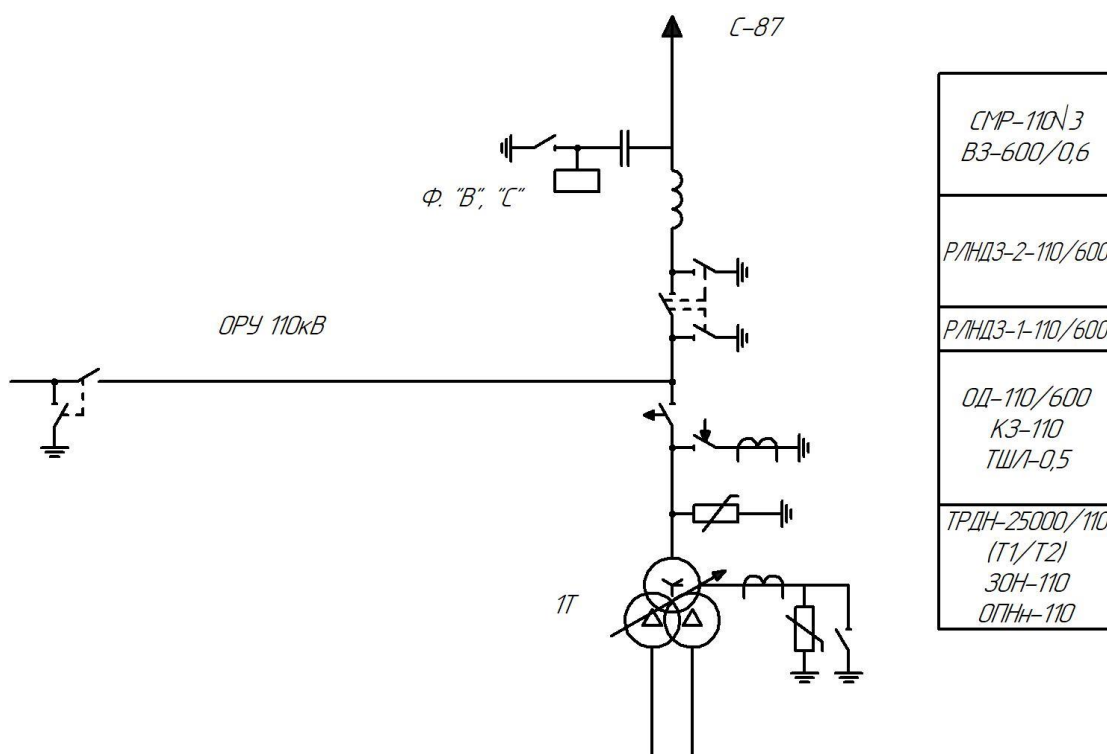 С-87
Ф. "В", "С"
ОРУ 110кВ
1Т
СМР-110√3
ВЗ-600/0,6
РЛНДЗ-2-110/600
РЛНДЗ-1-110/600
ОД-110/600
КЗ-110
ТШЛ-0,5
ТРДН-25000/110
(Т1/Т2)
ЗОН-110
ОПНн-110